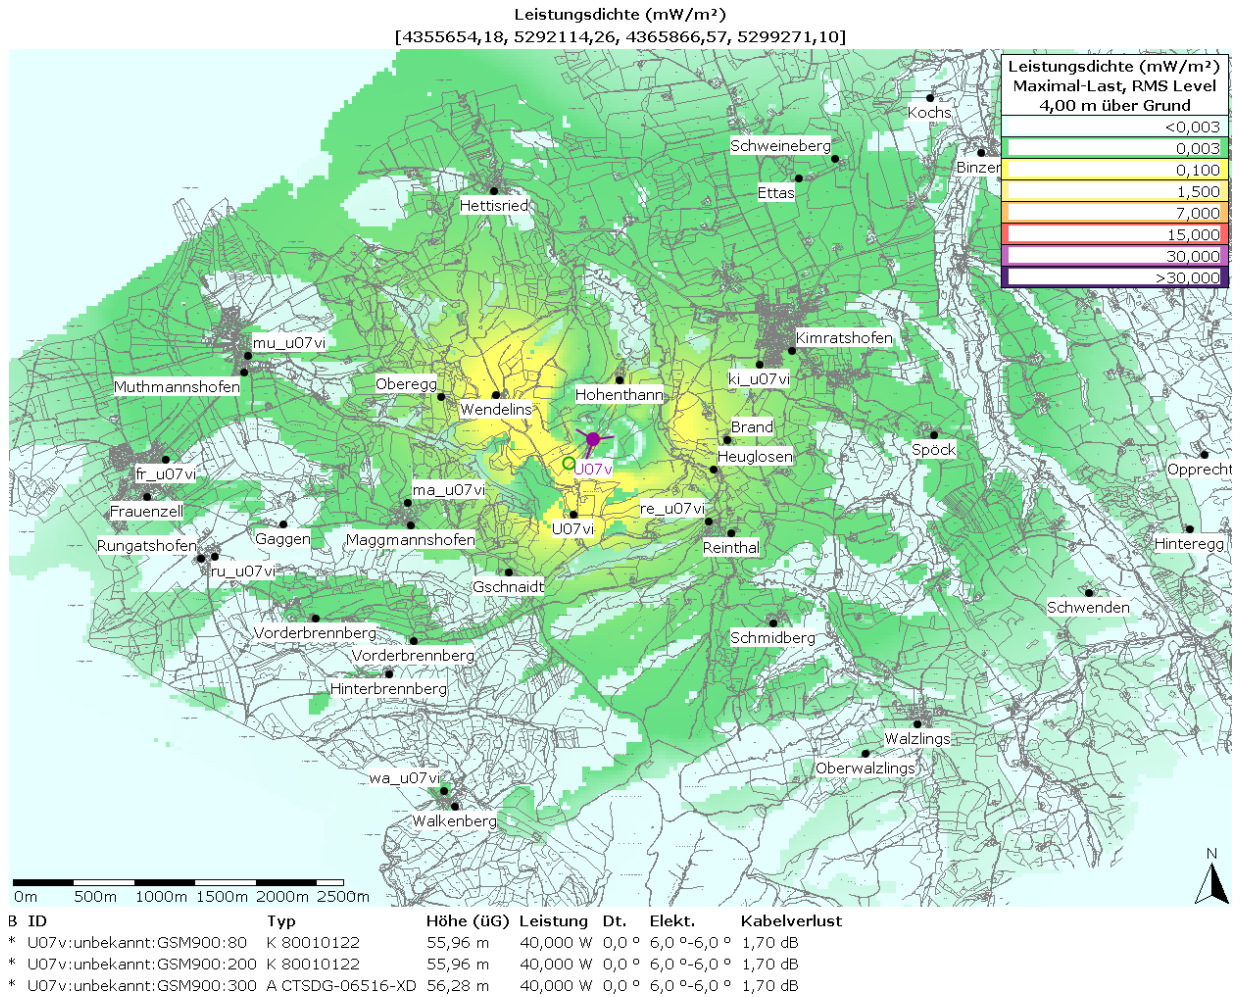 Leistungsdichte (mW/m²)
[4355654,18, 5292114,26, 4365866,57, 5299271,10]
Leistungsdichte (mW/m²)
Maximal-Last, RMS Level
4,00 m über Grund
<0,003
0,003
0,100
1,500
7,000
15,000
30,000
>30,000
Kochs
Schweineberg
Binzer
Ettas
Hettisried
mu_u07vi
Kimratshofen
Muthmannshofen
Oberegg
ki_u07vi
Hohenthann
Wendelins
Brand
Spöck
Heuglosen
U07v
fr_u07vi
Opprecht
ma_u07vi
Frauenzell
re_u07vi
U07vi
Gaggen
Maggmannshofen
Rungatshofen
Reinthal
Hinteregg
ru_u07vi
Gschnaidt
Schwenden
Vorderbrennberg
Schmidberg
Vorderbrennberg
Hinterbrennberg
Walzlings
Oberwalzlings
wa_u07vi
Walkenberg
N
0m 500m 1000m 1500m 2000m 2500m
B ID Typ Höhe (üG) Leistung Dt. Elekt. Kabelverlust
* U07v:unbekannt:GSM900:80 K 80010122 55,96 m 40,000 W 0,0 º 6,0 º-6,0 º 1,70 dB
* U07v:unbekannt:GSM900:200 K 80010122 55,96 m 40,000 W 0,0 º 6,0 º-6,0 º 1,70 dB
* U07v:unbekannt:GSM900:300 A CTSDG-06516-XD 56,28 m 40,000 W 0,0 º 6,0 º-6,0 º 1,70 dB